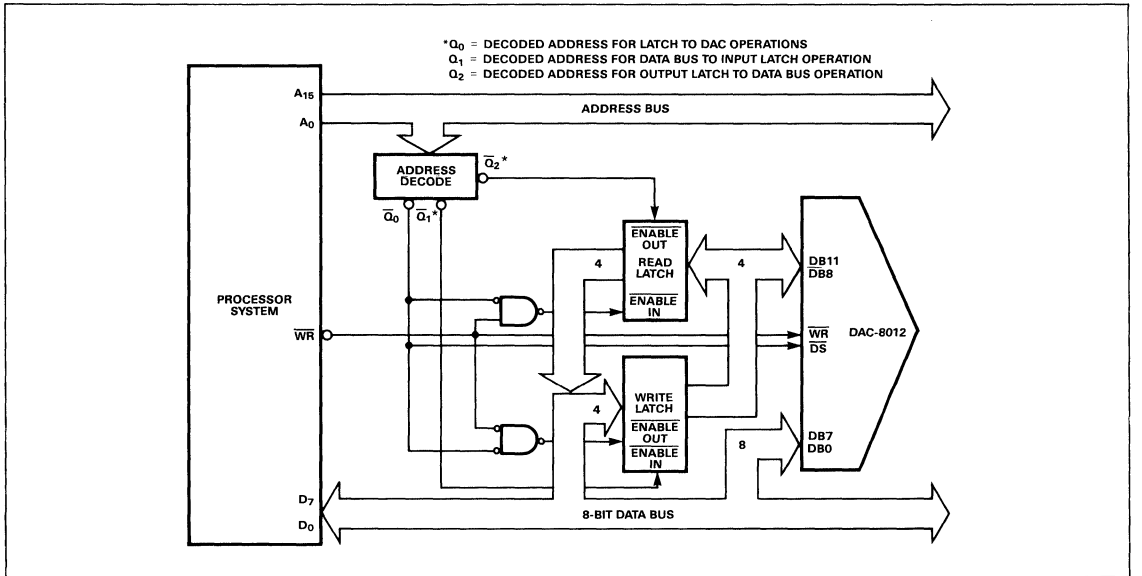 *Q0 = DECODED ADDRESS FOR LATCH TO DAC OPERATIONS
Q1 = DECODED ADDRESS FOR DATA BUS TO INPUT LATCH OPERATION
Q2 = DECODED ADDRESS FOR OUTPUT LATCH TO DATA BUS OPERATION
A15
ADDRESS BUS
A0
ADDRESS
DECODE
Q̅2*
Q̅0
Q̅1*
ENABLE
OUT
READ
LATCH
ENABLE
IN
4
4
DB11
DB8
PROCESSOR
SYSTEM
WR
WR
DS
DAC-8012
WRITE
LATCH
ENABLE
OUT
ENABLE
IN
4
8
DB7
DB0
D7
D0
8-BIT DATA BUS